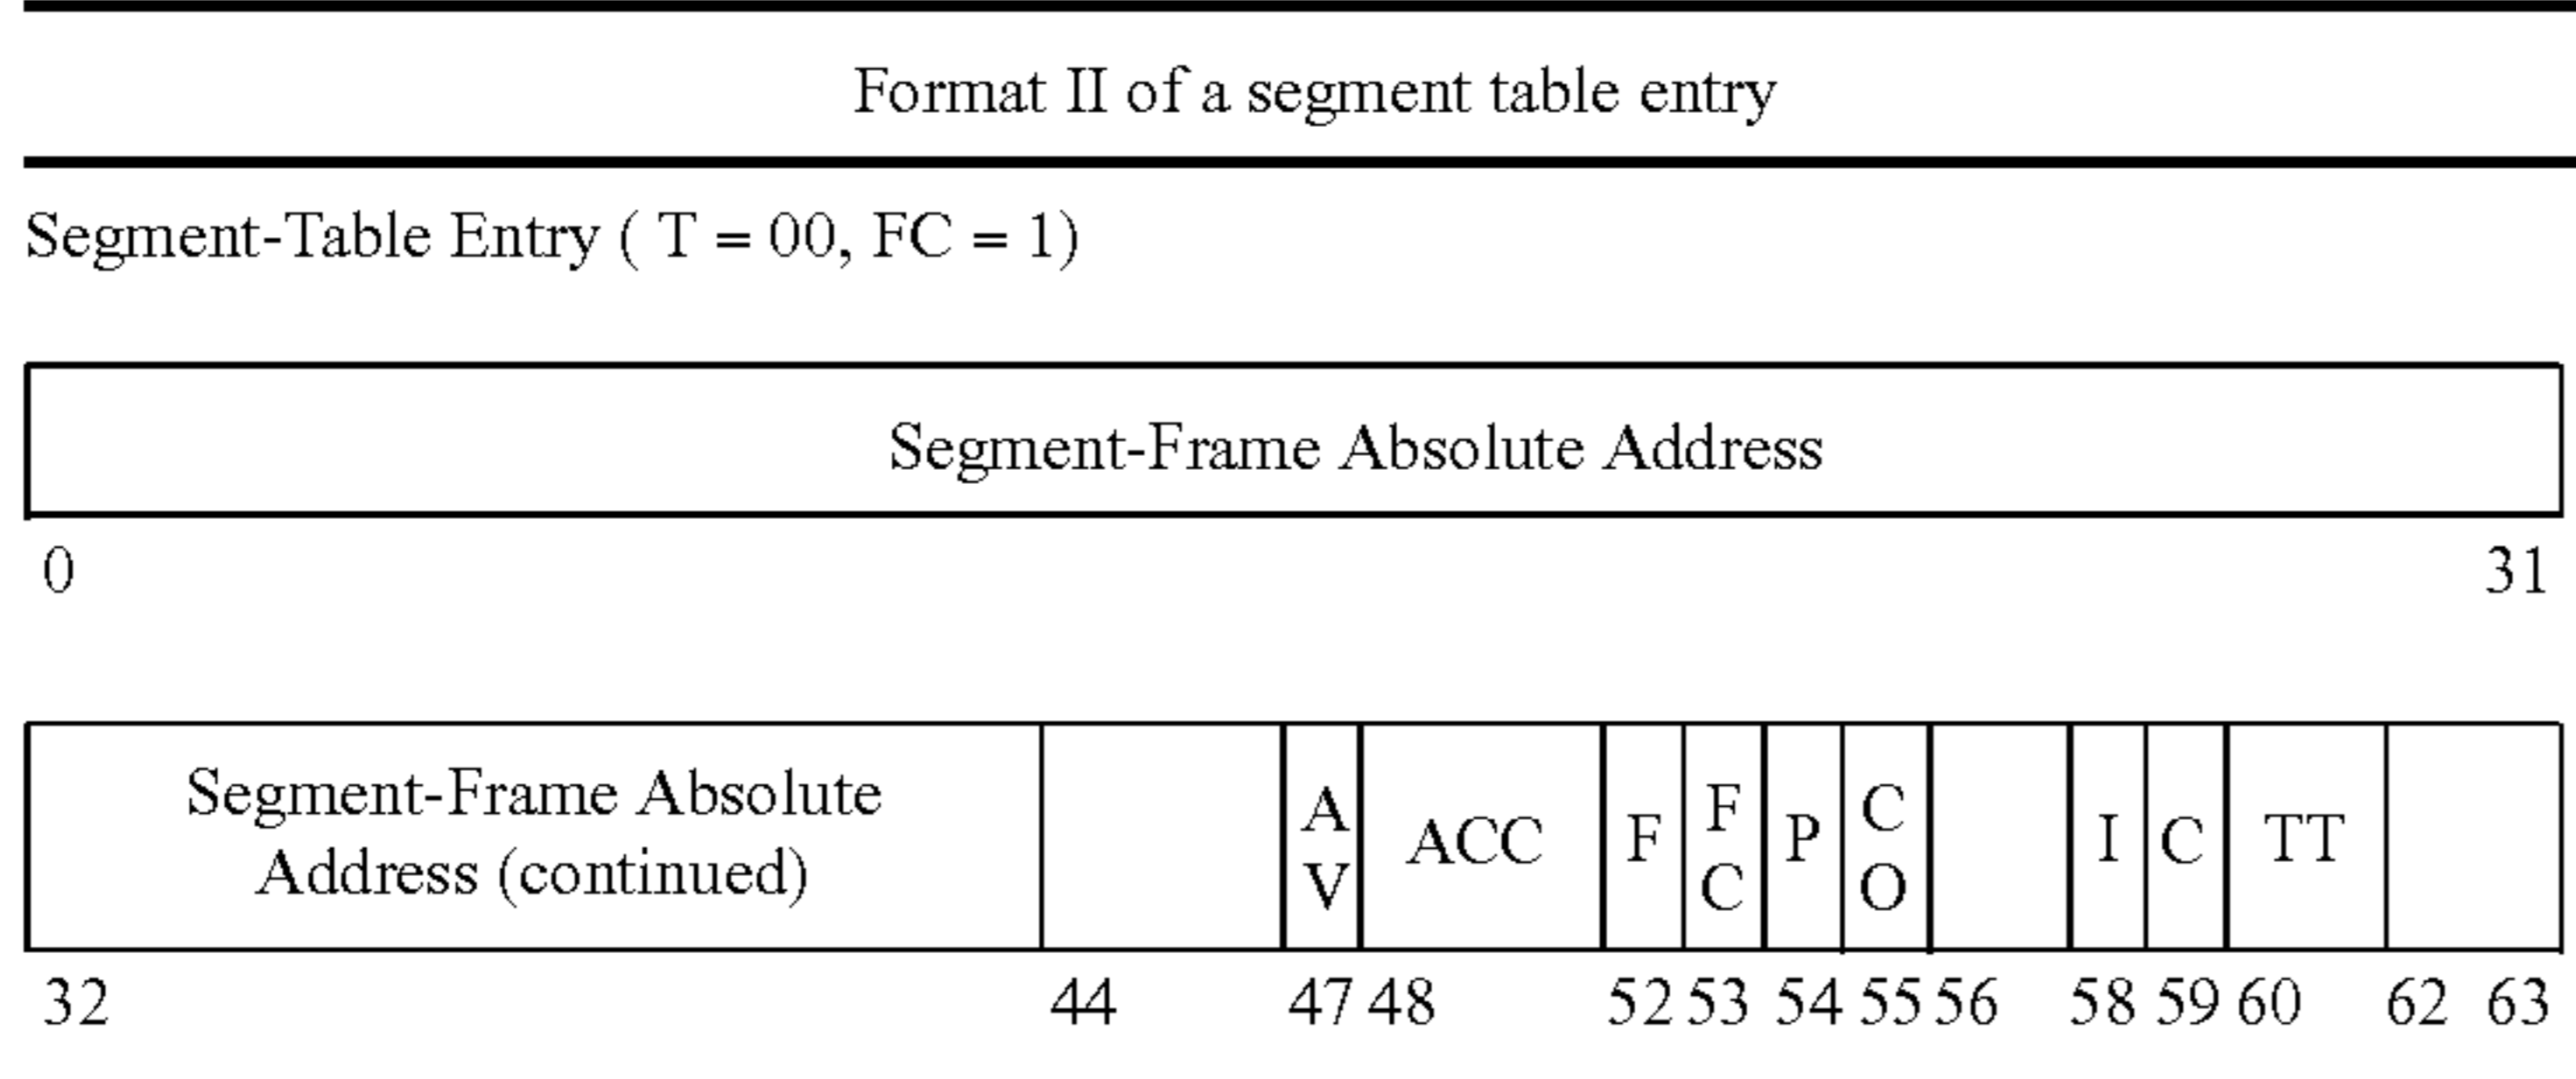 Format II of a segment table entry
Segment-Table Entry ( T = 00, FC = 1)
Segment-Frame Absolute Address
0 31
Segment-Frame Absolute
Address (continued)
A
V
ACC
F
F
C
P
C
O
I
C
TT
32 44 47 48 52 53 54 55 56 58 59 60 62 63